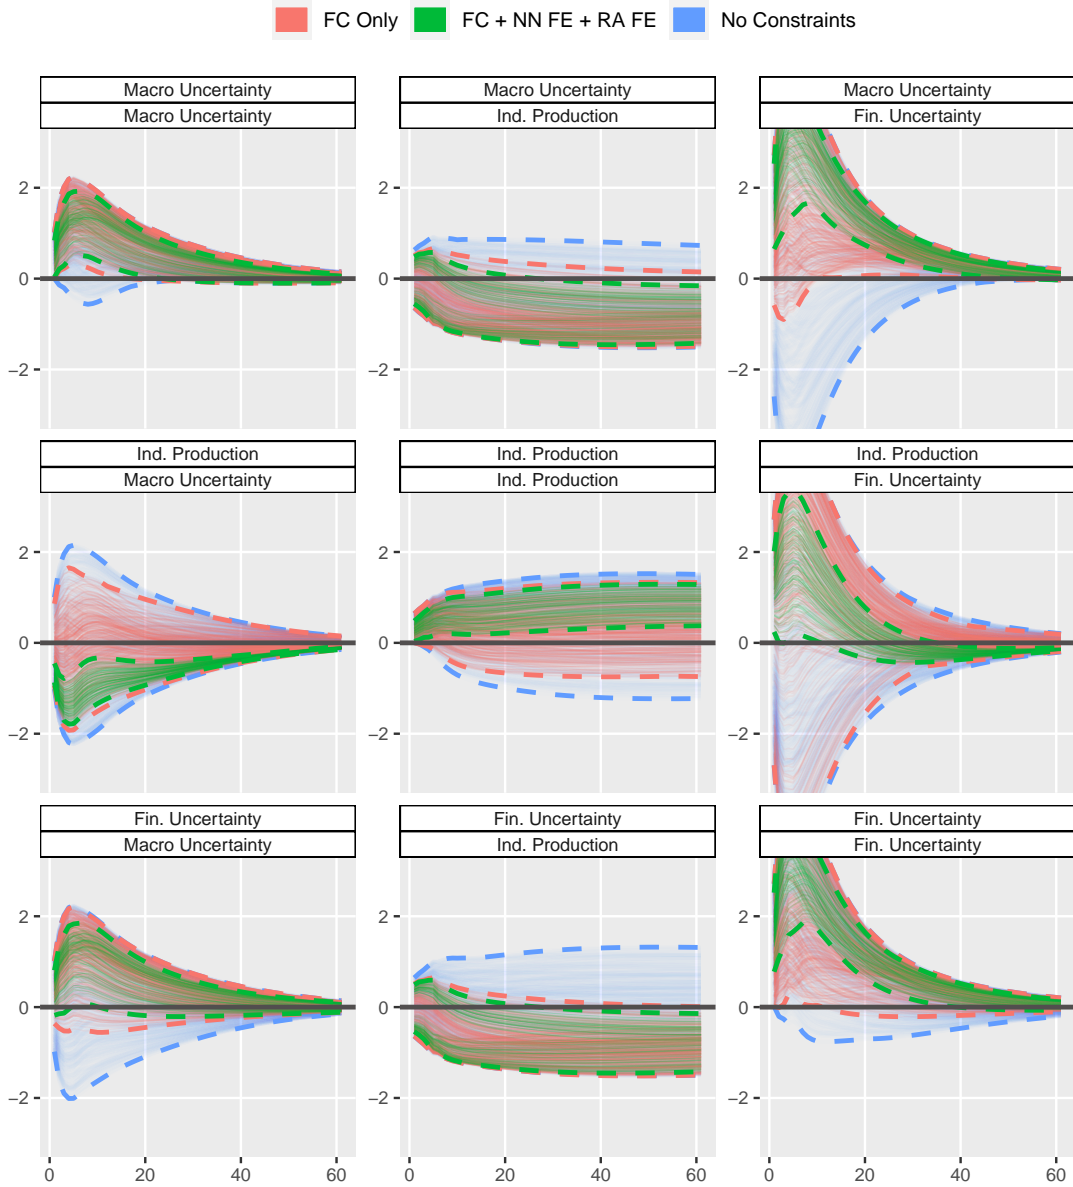 FC Only FC + NN FE + RA FE No Constraints
Macro Uncertainty Macro Uncertainty Macro Uncertainty
Macro Uncertainty Ind. Production Fin. Uncertainty
2 2 2
0 0 0
−2 −2 −2
Ind. Production Ind. Production Ind. Production
Macro Uncertainty Ind. Production Fin. Uncertainty
2 2 2
0 0 0
−2 −2 −2
Fin. Uncertainty Fin. Uncertainty Fin. Uncertainty
Macro Uncertainty Ind. Production Fin. Uncertainty
2 2 2
0 0 0
−2 −2 −2
0 20 40 60 0 20 40 60 0 20 40 60